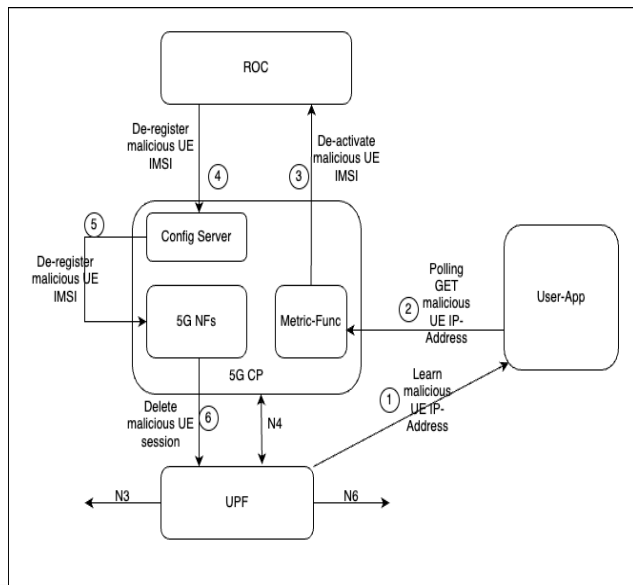 ROC
De-register
malicious UE
IMSI
4
De-activate
malicious UE
IMSI
3
5
De-register
malicious UE
IMSI
Config Server
5G NFs
Metric-Func
5G CP
Polling
GET
malicious
UE IP-
Address
2
User-App
Learn
malicious
UE IP-
Address
1
Delete
malicious UE
session
6
N4
N3
UPF
N6